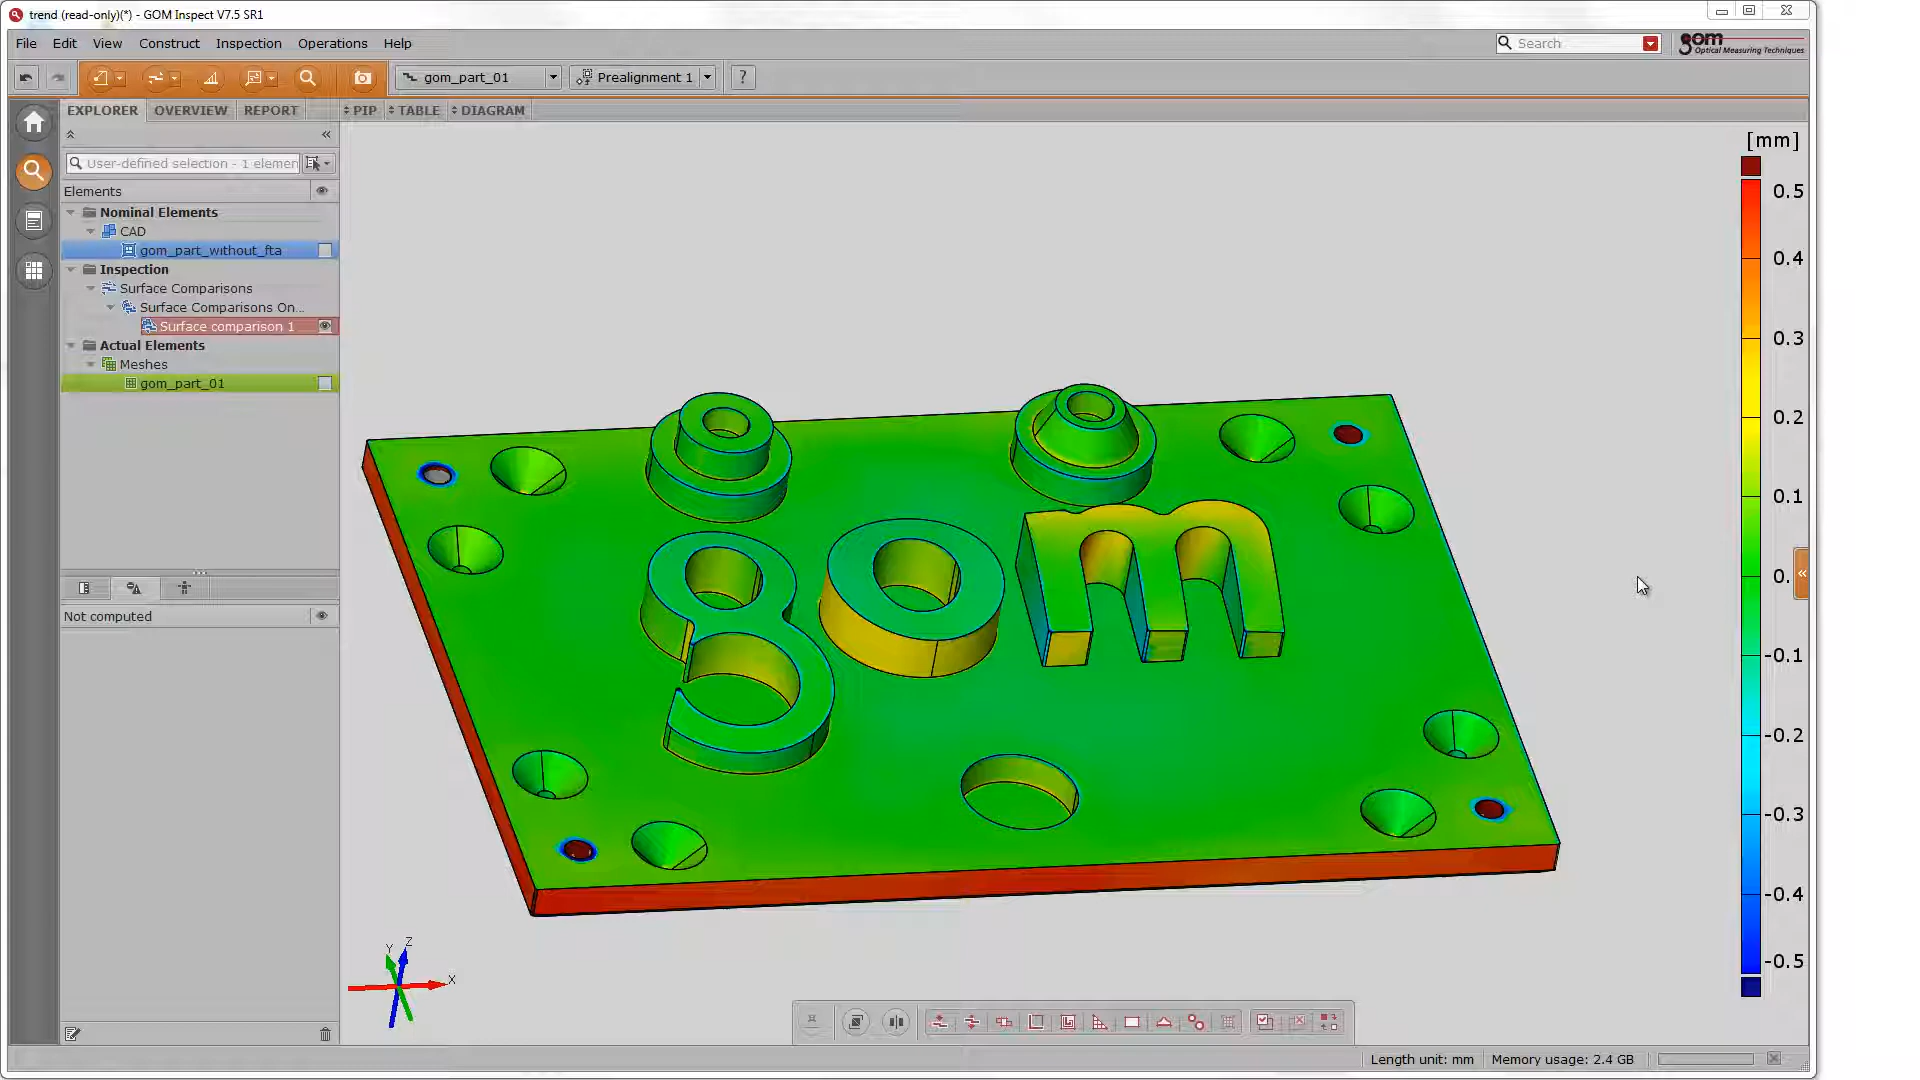 trend (read-only)(*) - GOM Inspect V7.5 SR1
File Edit View Construct Inspection Operations Help
Search
gom
Optical Measuring Techniques
gom_part_01
Prealignment 1
?
EXPLORER OVERVIEW REPORT
PIP TABLE DIAGRAM
User-defined selection - 1 elemen
Elements
Nominal Elements
CAD
gom_part_without_fta
Inspection
Surface Comparisons
Surface Comparisons On...
Surface comparison 1
Actual Elements
Meshes
gom_part_01
Not computed
[mm]
0.5
0.4
0.3
0.2
0.1
0.
-0.1
-0.2
-0.3
-0.4
-0.5
gom
Y
Z
X
Length unit: mm
Memory usage: 2.4 GB